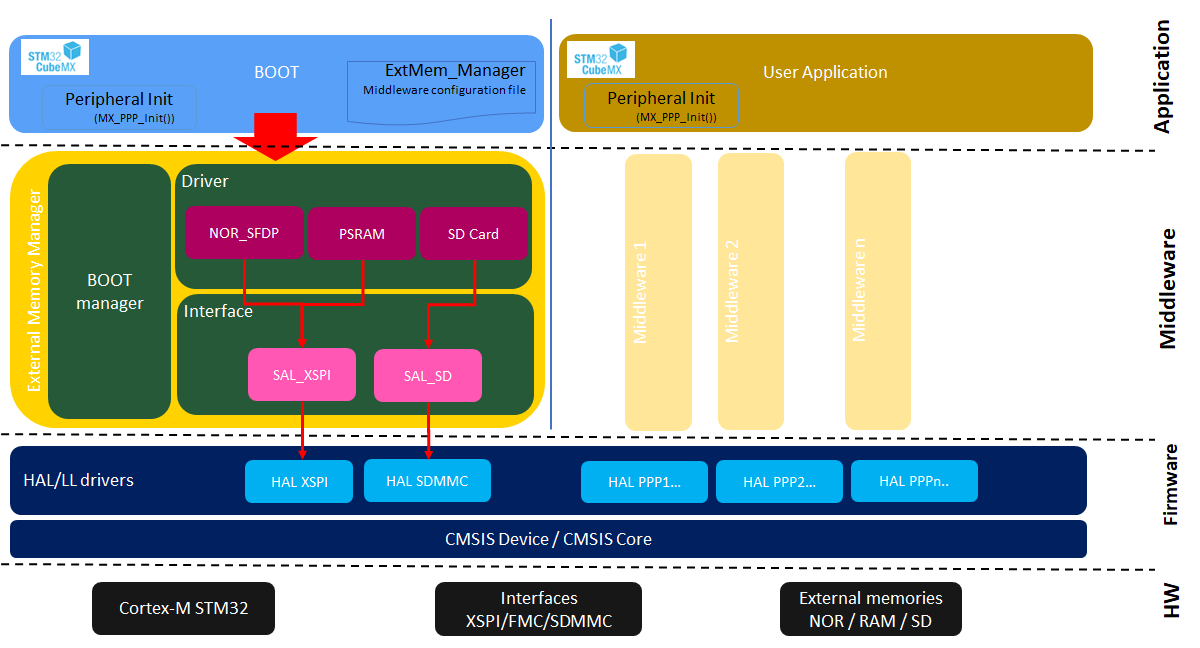 STM32
CubeMX
BOOT
ExtMem_Manager
Middleware configuration file
Peripheral Init
(MX_PPP_Init())
STM32
CubeMX
User Application
Peripheral Init
(MX_PPP_Init())
Application
External Memory Manager
BOOT
manager
Driver
NOR_SFDP
PSRAM
SD Card
Interface
SAL_XSPI
SAL_SD
Middleware 1
Middleware 2
Middleware n
Middleware
HAL/LL drivers
HAL XSPI
HAL SDMMC
HAL PPP1...
HAL PPP2...
HAL PPPn..
Firmware
CMSIS Device / CMSIS Core
Cortex-M STM32
Interfaces
XSPI/FMC/SDMMC
External memories
NOR / RAM / SD
HW